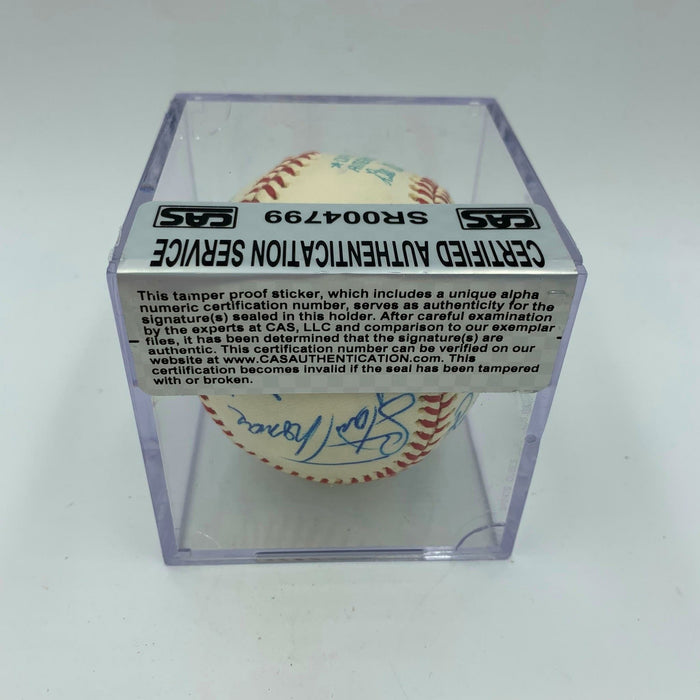 CAS SR004799 CAS
CERTIFIED AUTHENTICATION SERVICE
This tamper proof sticker, which includes a unique alpha
numeric certification number, serves as authenticity for the
signature(s) sealed in this holder. After careful examination
by the experts at CAS, LLC and comparison to our exemplar
files, it has been determined that the signature(s) are
authentic. This certification number can be verified on our
website at www.CASAUTHENTICATION.com. This
certiification becomes invalid if the seal has been tampered
with or broken.
Stan